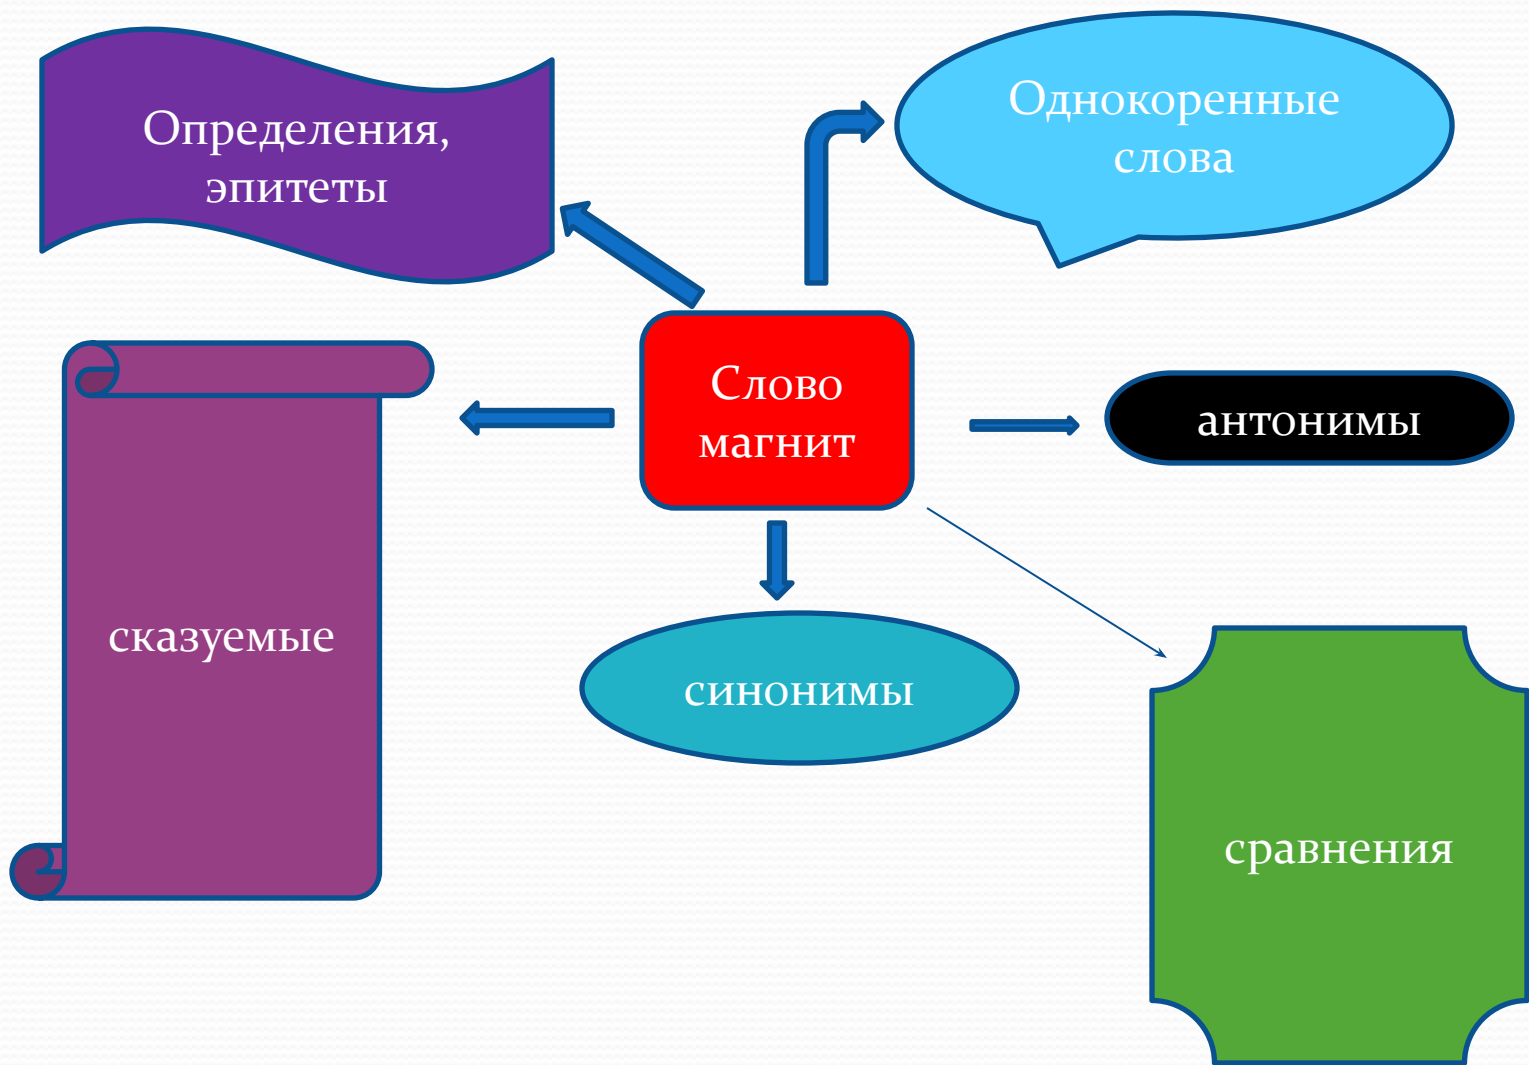 Определения,
эпитеты
Однокоренные
слова
Слово
магнит
антонимы
сказуемые
синонимы
сравнения